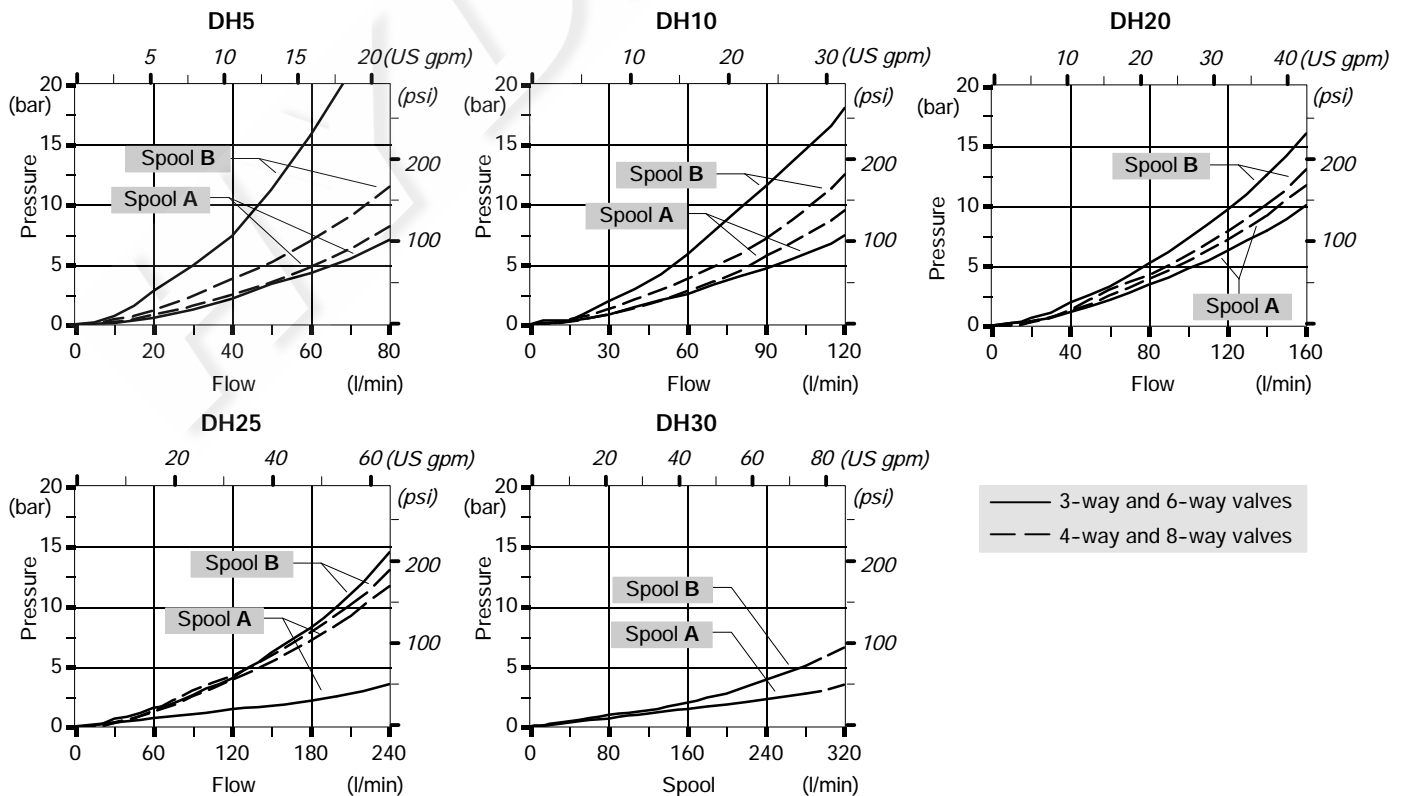 DH5
5 10 15 20 (US gpm)
20
(bar) (psi)
15
Spool B 200
10
Spool A
Pressure
5 100
0
0 20 40 60 80
Flow (l/min)
DH10
10 20 30 (US gpm)
20
(bar) (psi)
15
Spool B 200
10
Spool A
Pressure
5 100
0
0 30 60 90 120
Flow (l/min)
DH20
10 20 30 40 (US gpm)
20
(bar) (psi)
15
Spool B 200
10
Pressure
5 100
Spool A
0
0 40 80 120 160
Flow (l/min)
DH25
20 40 60 (US gpm)
20
(bar) (psi)
15
Spool B 200
10
Spool A
Pressure
5 100
0
0 60 120 180 240
Flow (l/min)
DH30
20 40 60 80 (US gpm)
20
(bar) (psi)
15
200
10
Spool B
Spool A
Pressure
5 100
0
0 80 160 240 320
Spool (l/min)
3-way and 6-way valves
4-way and 8-way valves